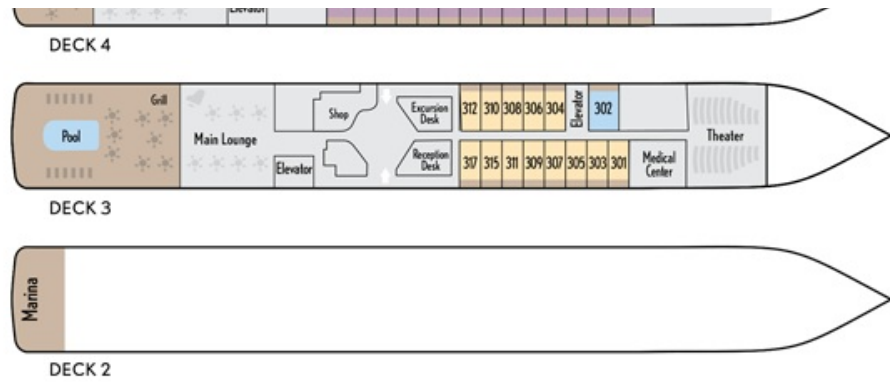 Elevator
DECK 4
Grill
Pool
Main Lounge
Elevator
Shop
Excursion
Desk
Reception
Desk
312 310 308 306 304
Elevator
302
317 315 311 309 307 305 303 301
Medical
Center
Theater
DECK 3
Marina
DECK 2